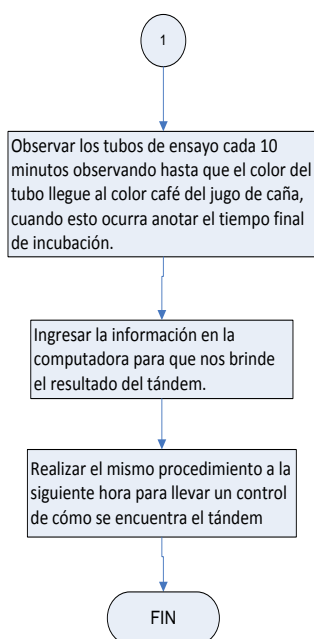 1
Observar los tubos de ensayo cada 10
minutos observando hasta que el color del
tubo llegue al color café del jugo de caña,
cuando esto ocurra anotar el tiempo final
de incubación.
Ingresar la información en la
computadora para que nos brinde
el resultado del tándem.
Realizar el mismo procedimiento a la
siguiente hora para llevar un control
de cómo se encuentra el tándem
FIN